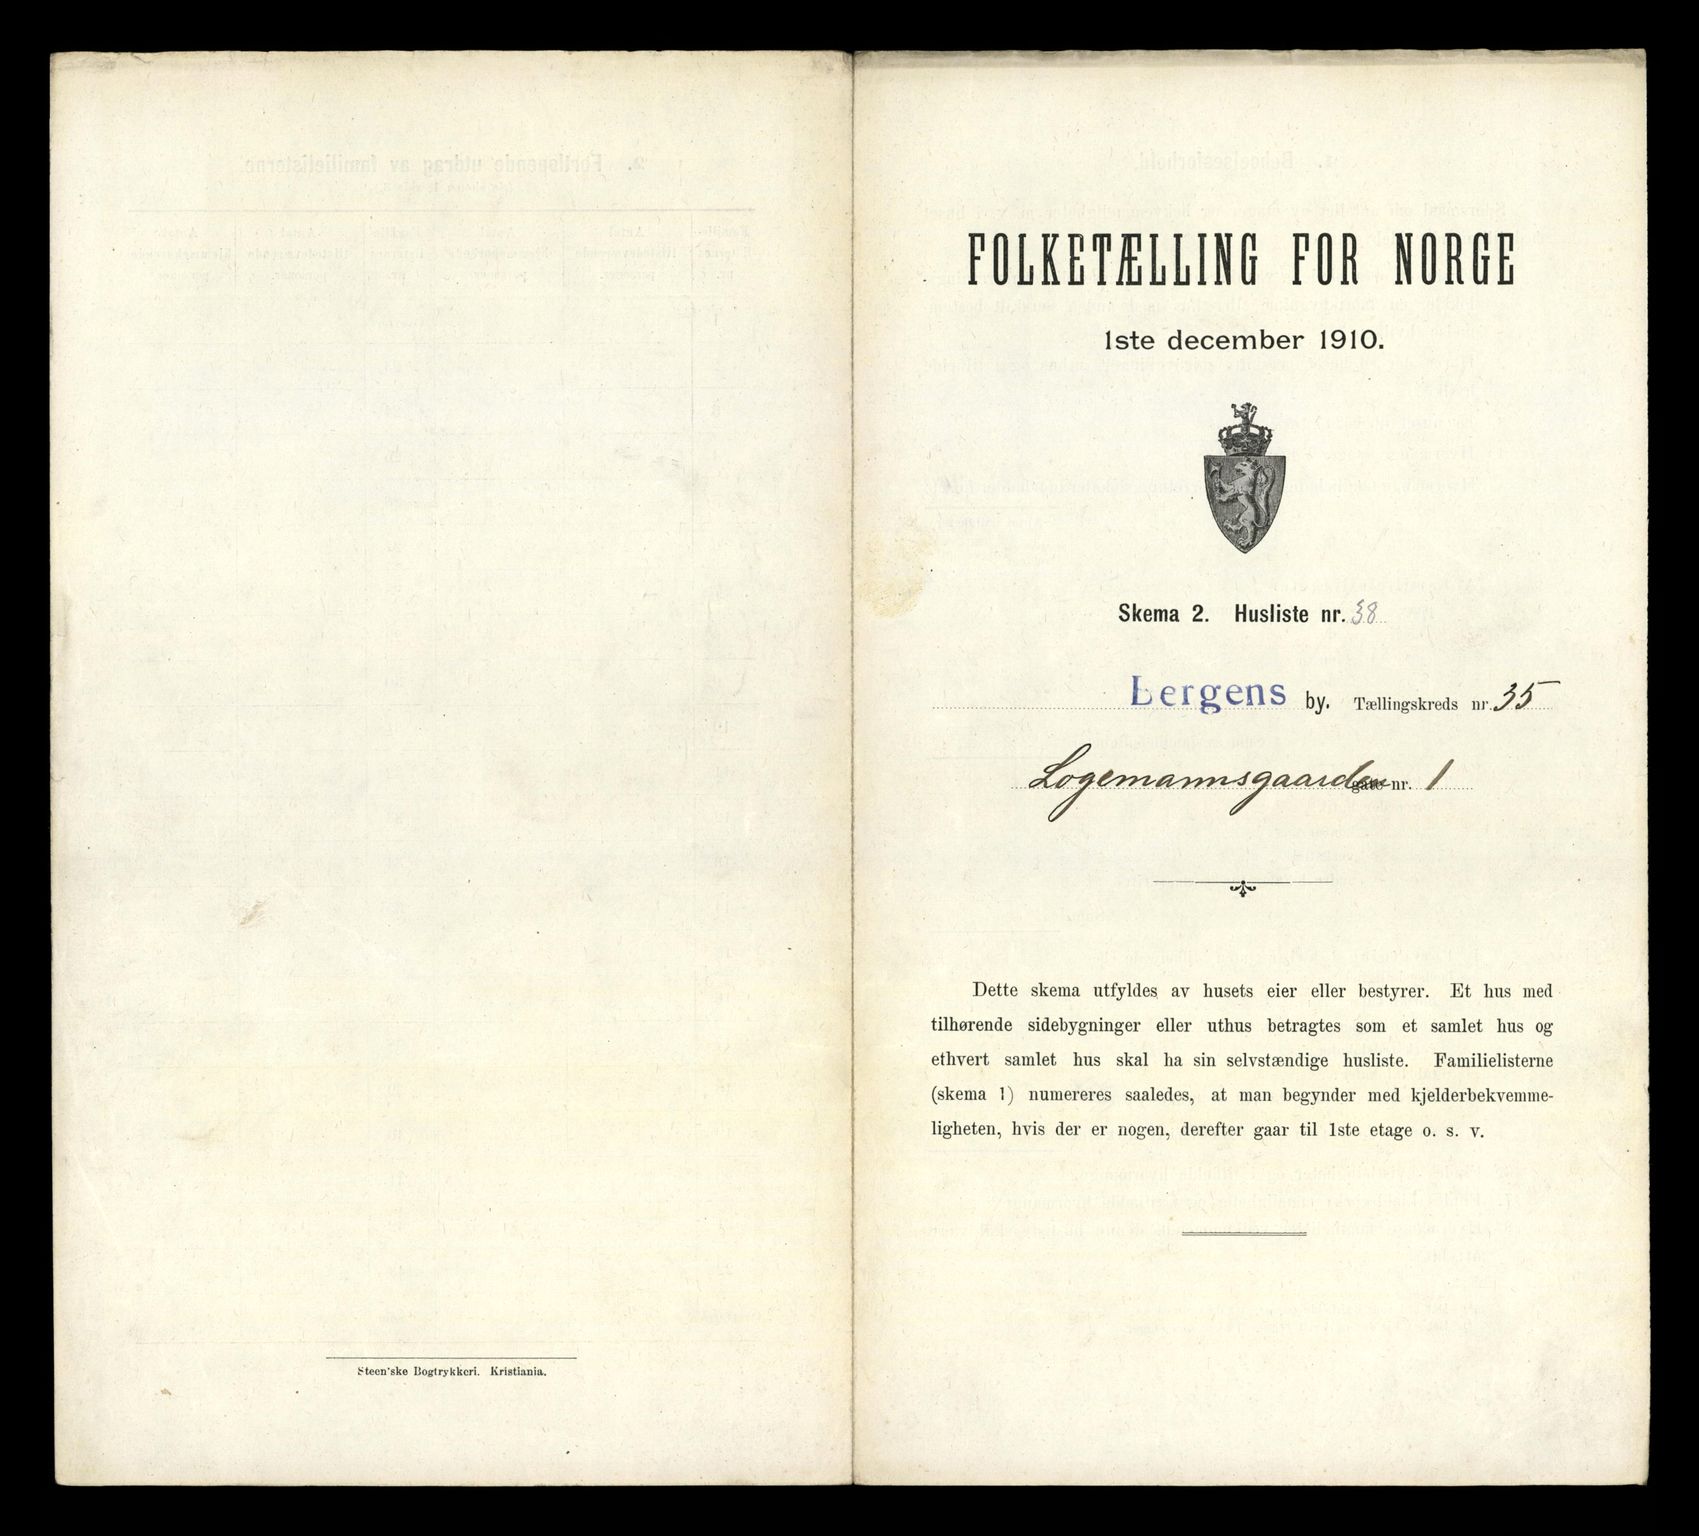 FOLKETÆLLING FOR NORGE
1ste december 1910.
Skema 2. Husliste nr. 38
Bergens by. Tællingskreds nr. 35
Logemannsgaarden gate nr. 1
Dette skema utfyldes av husets eier eller bestyrer. Et hus med
tilhørende sidebygninger eller uthus betragtes som et samlet hus og
ethvert samlet hus skal ha sin selvstændige husliste. Familielisterne
(skema 1) numereres saaledes, at man begynder med kjelderbekvemme-
ligheten, hvis der er nogen, derefter gaar til 1ste etage o. s. v.
Steen'ske Bogtrykkeri. Kristiania.